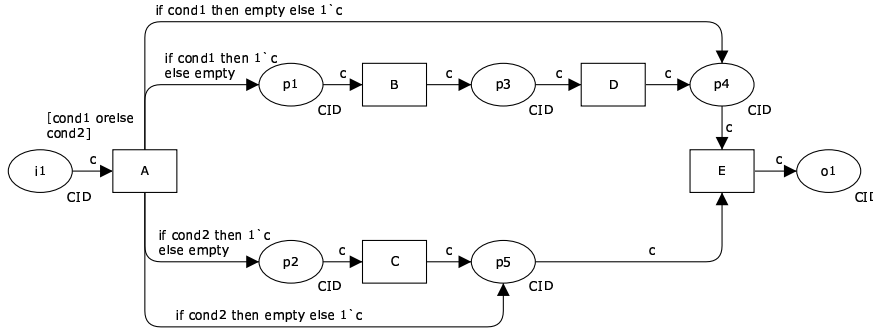 if cond1 then empty else 1`c
if cond1 then 1`c
else empty
p1
c
B
c
p3
c
D
c
p4
CID
CID
CID
[cond1 orelse
cond2]
c
i1
c
A
CID
E
c
o1
CID
if cond2 then 1`c
else empty
p2
c
C
c
p5
c
CID
CID
if cond2 then empty else 1`c